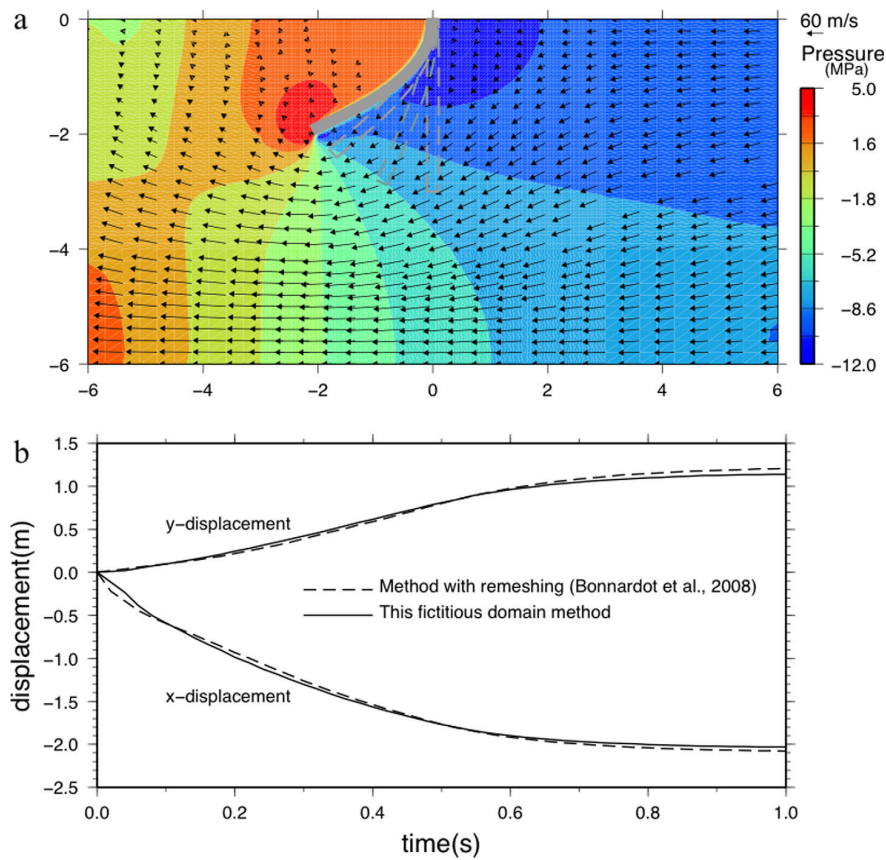 a
60 m/s
Pressure
(MPa)
5.0
1.6
−1.8
−5.2
−8.6
−12.0
0
−2
−4
−6
−6 −4 −2 0 2 4 6
b
1.5
1.0
0.5
0.0
−0.5
−1.0
−1.5
−2.0
−2.5
displacement(m)
y−displacement
Method with remeshing (Bonnardot et al., 2008)
This fictitious domain method
x−displacement
0.0 0.2 0.4 0.6 0.8 1.0
time(s)